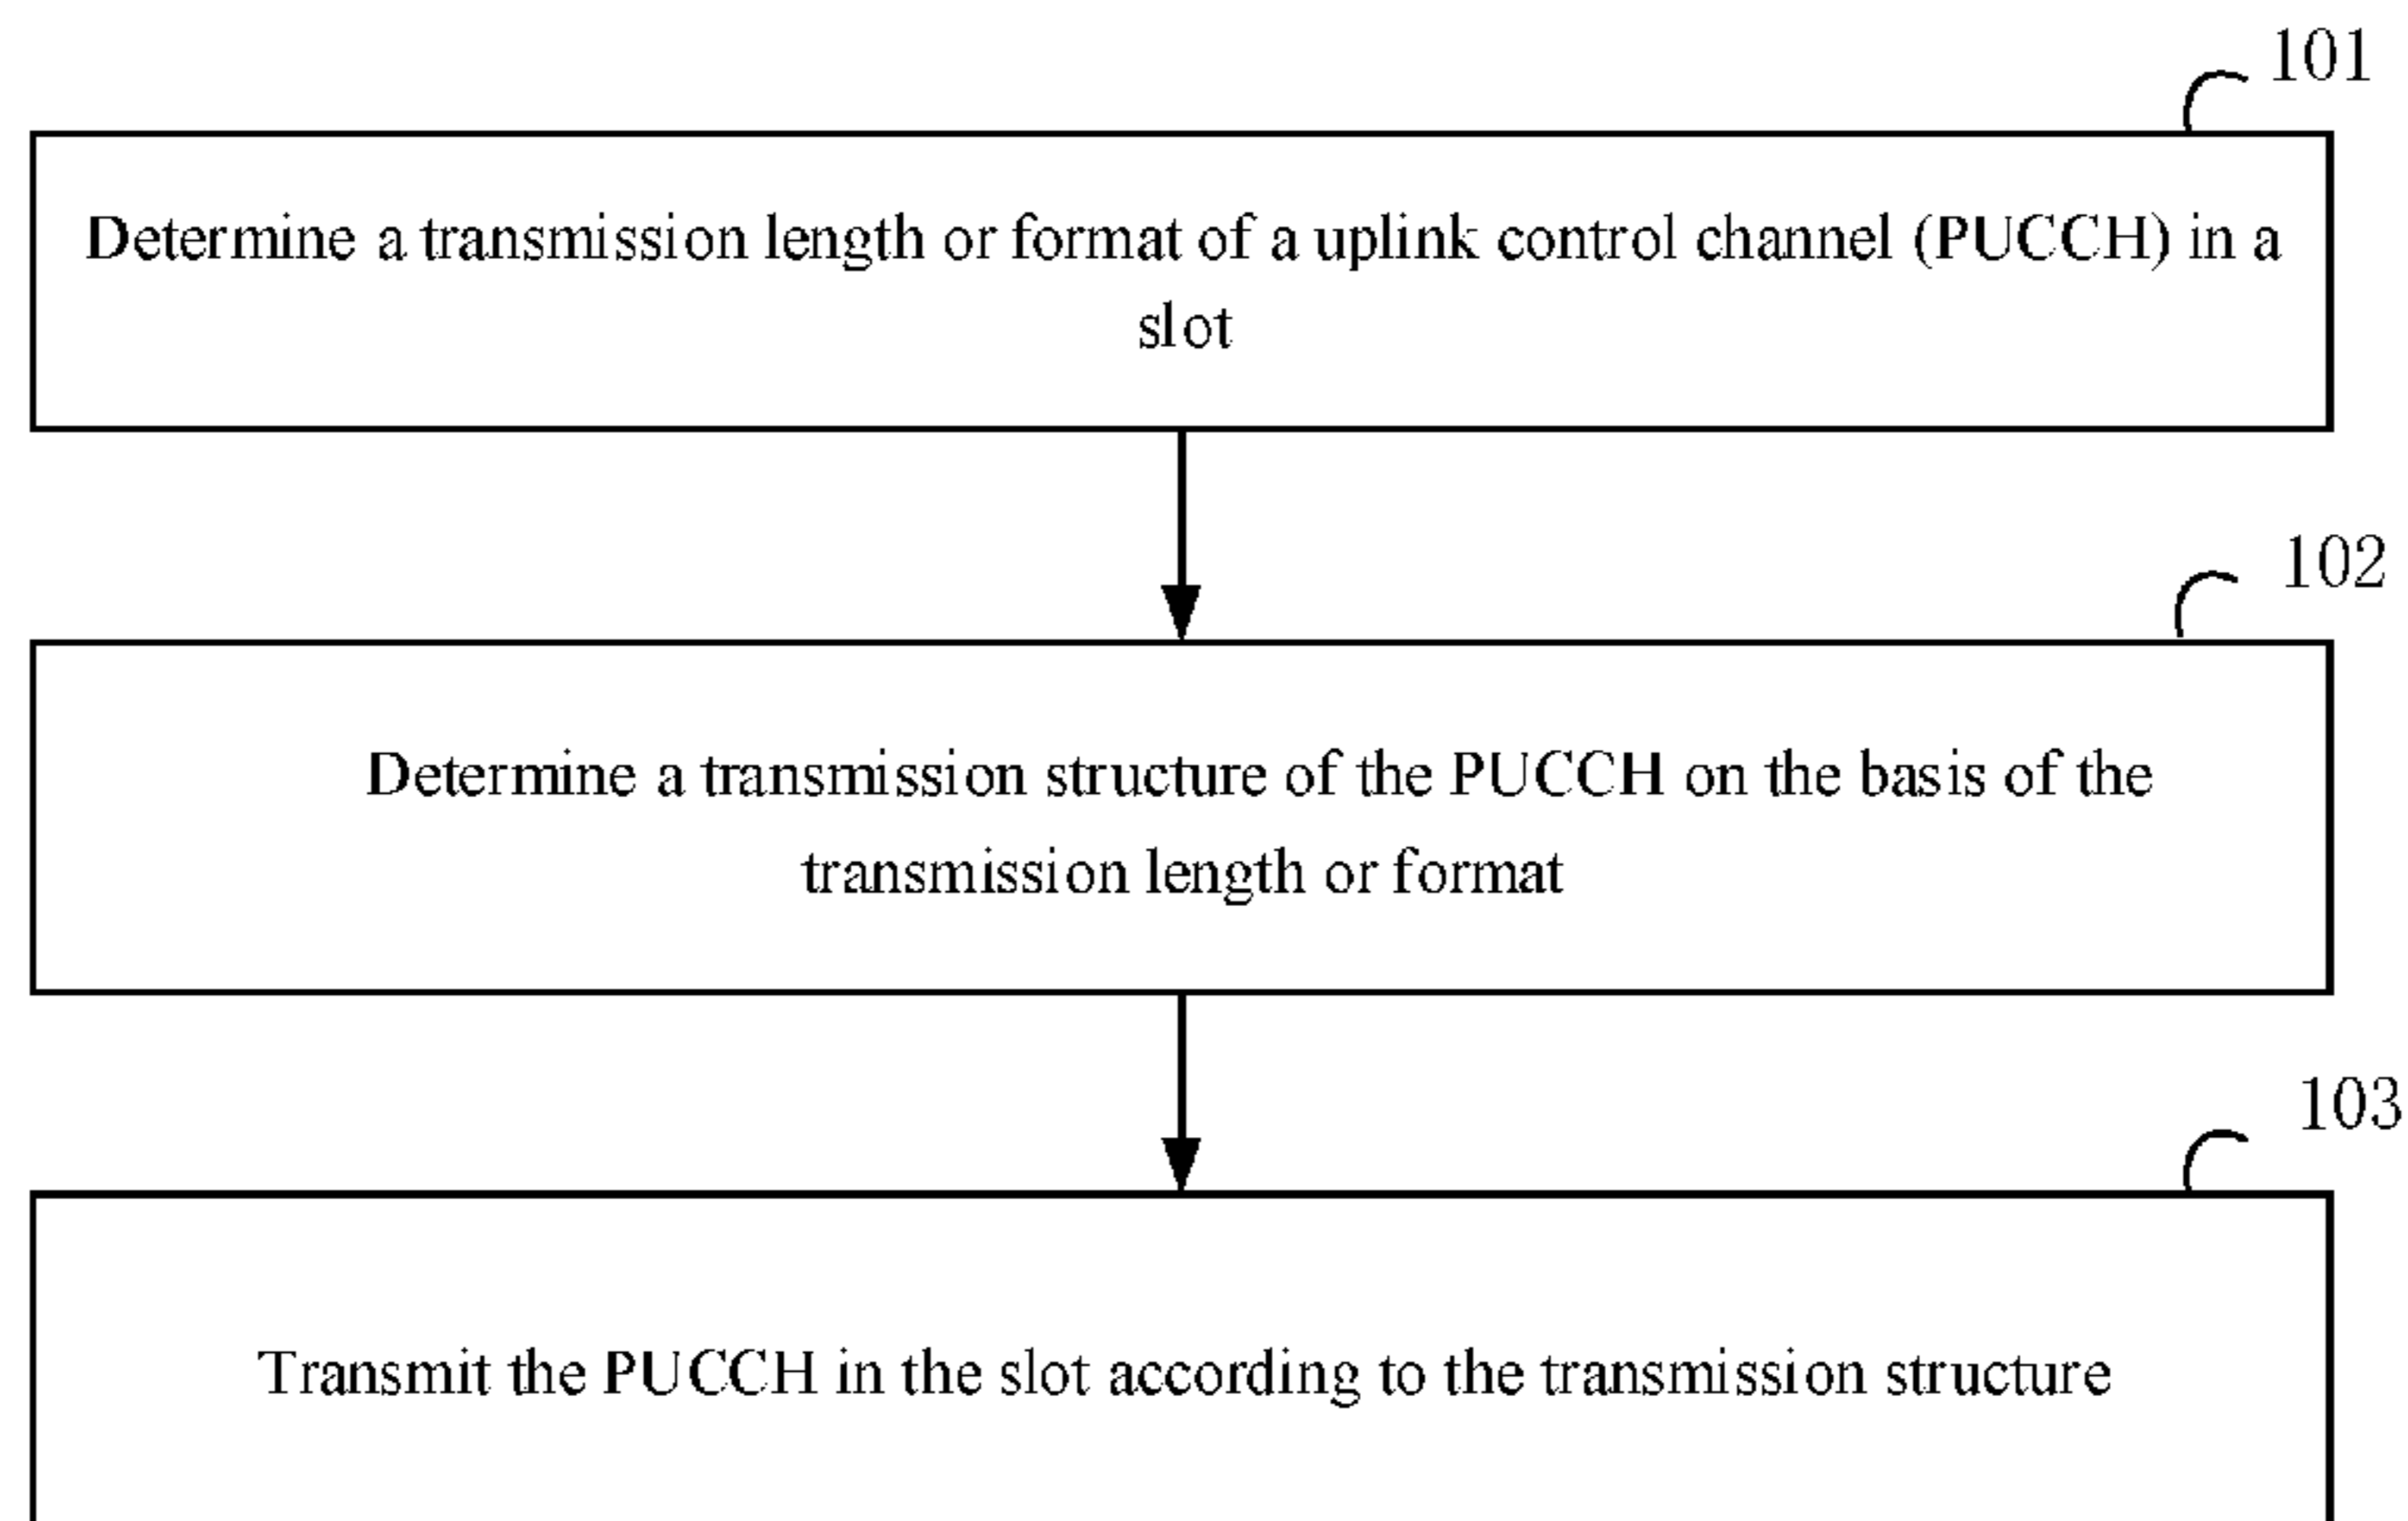 101
Determine a transmission length or format of a uplink control channel (PUCCH) in a
slot
102
Determine a transmission structure of the PUCCH on the basis of the
transmission length or format
103
Transmit the PUCCH in the slot according to the transmission structure